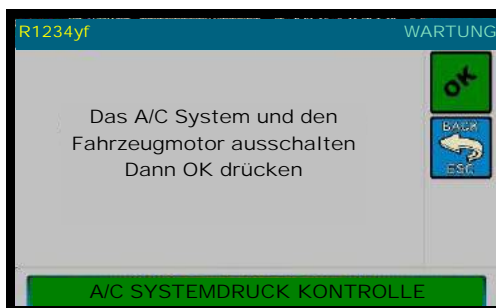 R1234yf
WARTUNG
OK
Das A/C System und den
Fahrzeugmotor ausschalten
Dann OK drücken
BACK
ESC
A/C SYSTEMDRUCK KONTROLLE